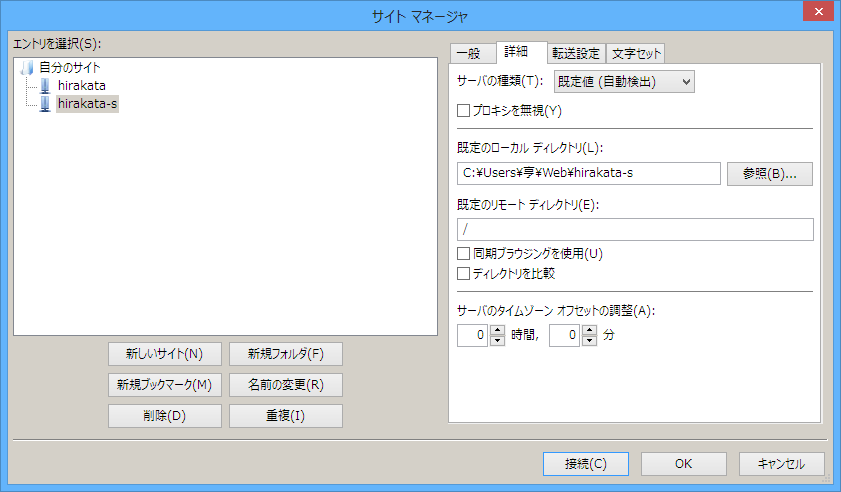 サイト マネージャ
エントリを選択(S):
自分のサイト
hirakata
hirakata-s
新しいサイト(N)
新規フォルダ(F)
新規ブックマーク(M)
名前の変更(R)
削除(D)
重複(I)
一般 詳細 転送設定 文字セット
サーバの種類(T): 既定値 (自動検出)
プロキシを無視(Y)
既定のローカル ディレクトリ(L):
C:¥Users¥亨¥Web¥hirakata-s 参照(B)...
既定のリモート ディレクトリ(E):
/
同期ブラウジングを使用(U)
ディレクトリを比較
サーバのタイムゾーン オフセットの調整(A):
0 時間, 0 分
接続(C) OK キャンセル